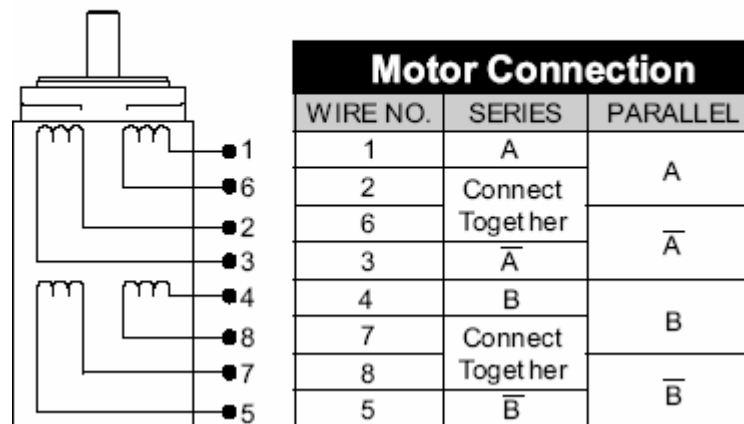 1
6
2
3
4
8
7
5
Motor Connection
WIRE NO. SERIES PARALLEL
1 A
A
2 Connect
6 Together
A̅
3 A̅
4 B
B
7 Connect
8 Together
B̅
5 B̅